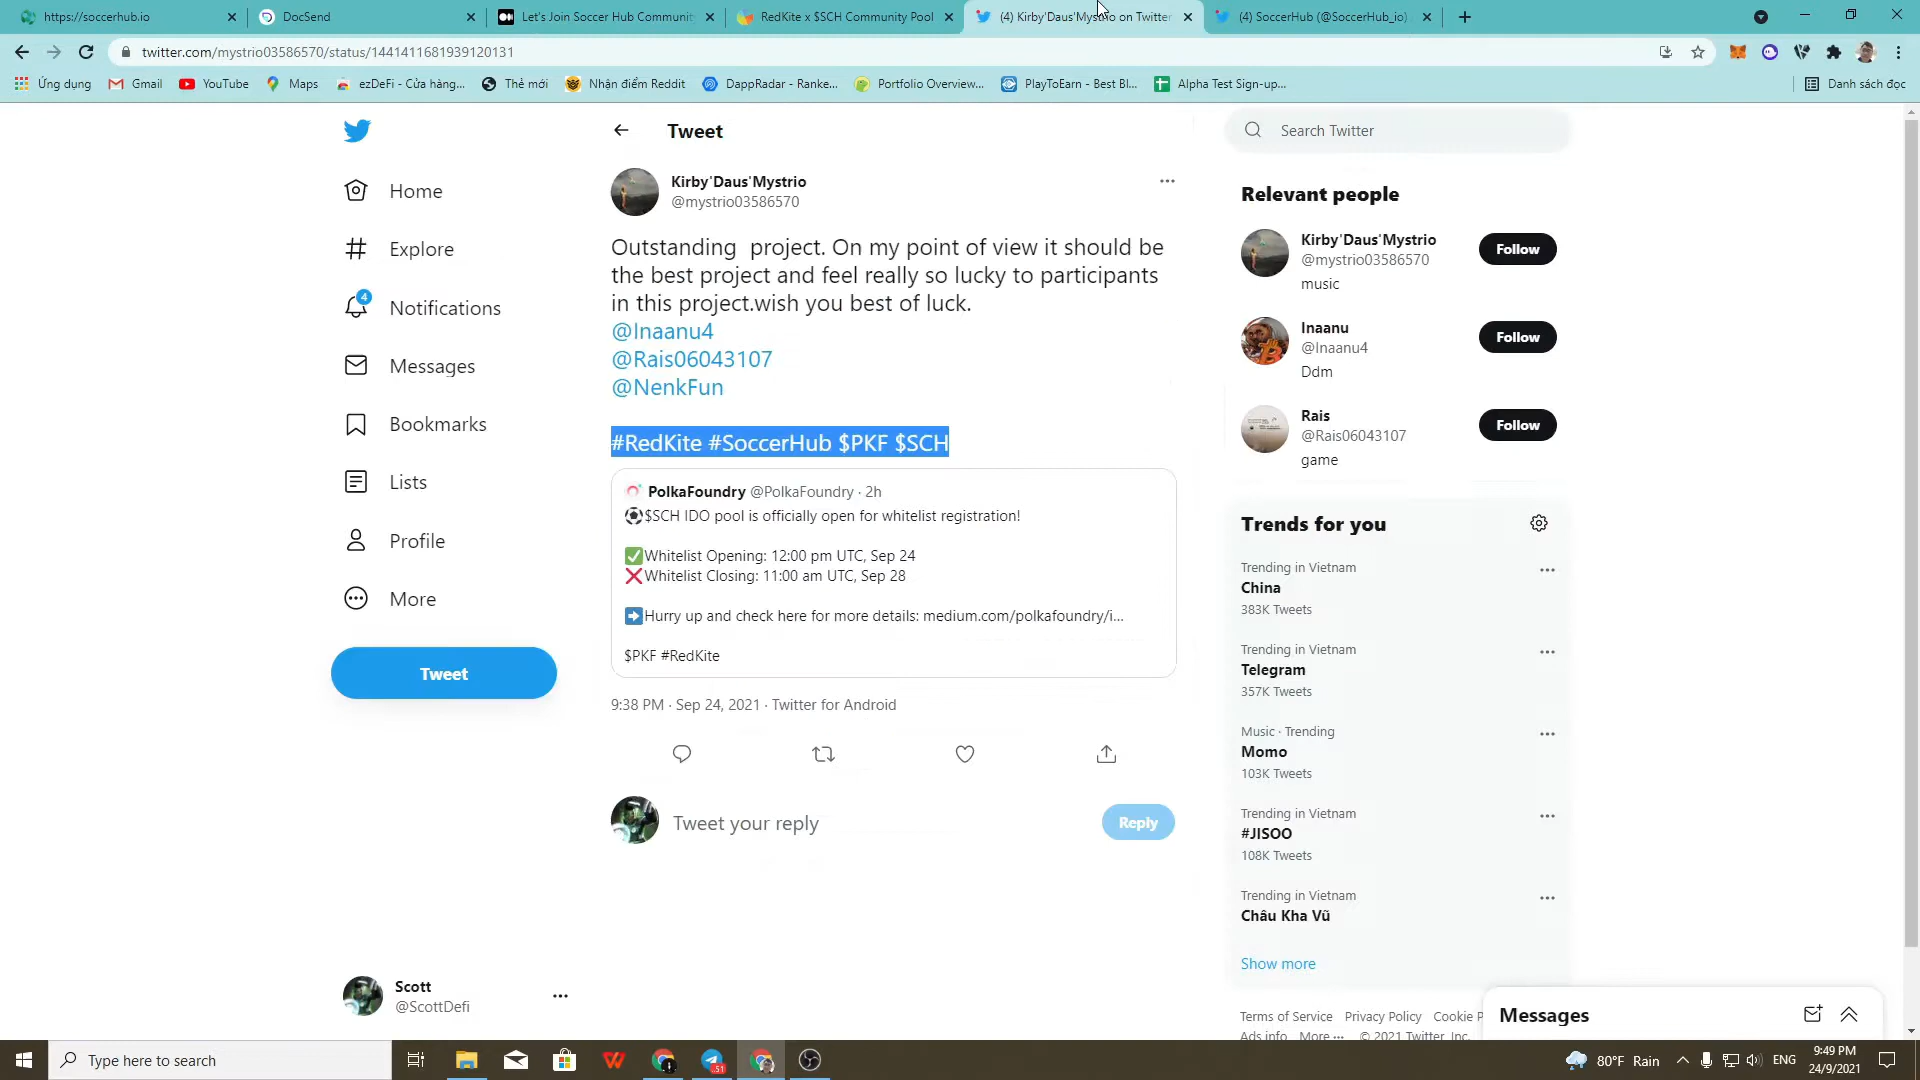 https://soccerhub.io
DocSend
Let's Join Soccer Hub Communit
RedKite x $SCH Community Pool
(4) Kirby'Daus'Mystrio on Twitter
(4) SoccerHub (@SoccerHub_io)
twitter.com/mystrio03586570/status/1441411681939120131
Ứng dụng
Gmail
YouTube
Maps
ezDeFi - Cửa hàng...
Thẻ mới
Nhận điểm Reddit
DappRadar - Ranke...
Portfolio Overview...
PlayToEarn - Best Bl...
Alpha Test Sign-up...
Danh sách đọc
Home
Explore
4
Notifications
Messages
Bookmarks
Lists
Profile
More
Tweet
Scott
@ScottDefi
Tweet
Kirby'Daus'Mystrio
@mystrio03586570
Outstanding project. On my point of view it should be
the best project and feel really so lucky to participants
in this project.wish you best of luck.
@Inaanu4
@Rais06043107
@NenkFun
#RedKite #SoccerHub $PKF $SCH
PolkaFoundry @PolkaFoundry · 2h
$SCH IDO pool is officially open for whitelist registration!
Whitelist Opening: 12:00 pm UTC, Sep 24
Whitelist Closing: 11:00 am UTC, Sep 28
Hurry up and check here for more details: medium.com/polkafoundry/i...
$PKF #RedKite
9:38 PM · Sep 24, 2021 · Twitter for Android
Tweet your reply
Reply
Search Twitter
Relevant people
Kirby'Daus'Mystrio
@mystrio03586570
Follow
music
Inaanu
@Inaanu4
Follow
Ddm
Rais
@Rais06043107
Follow
game
Trends for you
Trending in Vietnam
China
383K Tweets
Trending in Vietnam
Telegram
357K Tweets
Music · Trending
Momo
103K Tweets
Trending in Vietnam
#JISOO
108K Tweets
Trending in Vietnam
Châu Kha Vũ
Show more
Terms of Service Privacy Policy Cookie P
Ads info More ··· © 2021 Twitter, Inc.
Messages
Type here to search
51
80°F Rain
ENG
9:49 PM
24/9/2021